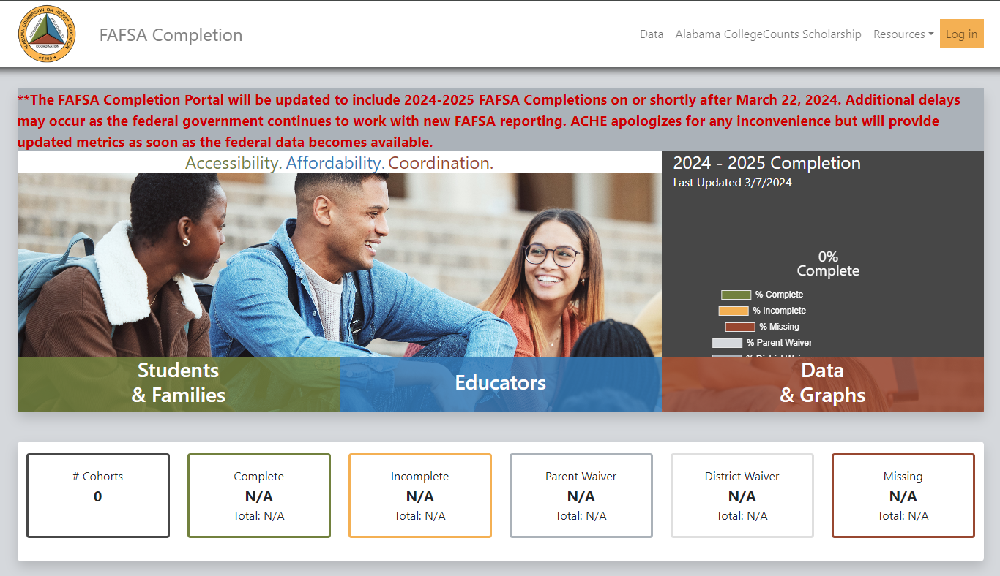 ALABAMA COMMISSION ON HIGHER EDUCATION
ACCESSIBILITY
AFFORDABILITY
COORDINATION
★1969★
FAFSA Completion
Data
Alabama CollegeCounts Scholarship
Resources
Log in
**The FAFSA Completion Portal will be updated to include 2024-2025 FAFSA Completions on or shortly after March 22, 2024. Additional delays
may occur as the federal government continues to work with new FAFSA reporting. ACHE apologizes for any inconvenience but will provide
updated metrics as soon as the federal data becomes available.
Accessibility. Affordability. Coordination.
2024 - 2025 Completion
Last Updated 3/7/2024
0%
Complete
% Complete
% Incomplete
% Missing
% Parent Waiver
Students
& Families
Educators
Data
& Graphs
# Cohorts
0
Complete
N/A
Total: N/A
Incomplete
N/A
Total: N/A
Parent Waiver
N/A
Total: N/A
District Waiver
N/A
Total: N/A
Missing
N/A
Total: N/A